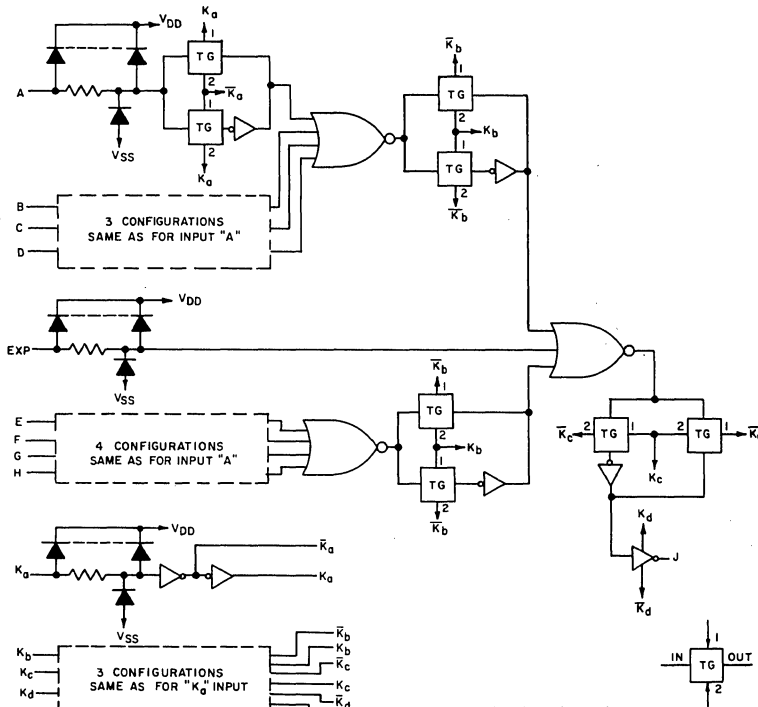 Ka
1
VDD
TG
A
2
K̅a
1
TG
VSS
2
Ka
K̅b
1
TG
2
Kb
1
TG
2
K̅b
B
C
D
3 CONFIGURATIONS
SAME AS FOR INPUT "A"
VDD
EXP
VSS
K̅b
1
TG
2
Kb
1
TG
2
K̅b
E
F
G
H
4 CONFIGURATIONS
SAME AS FOR INPUT "A"
K̅c
2
TG
1
Kc
2
TG
1
Kd
J
K̅d
VDD
K̅a
Ka
Ka
VSS
Kb
Kc
Kd
3 CONFIGURATIONS
SAME AS FOR "Ka" INPUT
K̅b
Kb
K̅c
Kc
K̅d
1
IN
TG
OUT
2